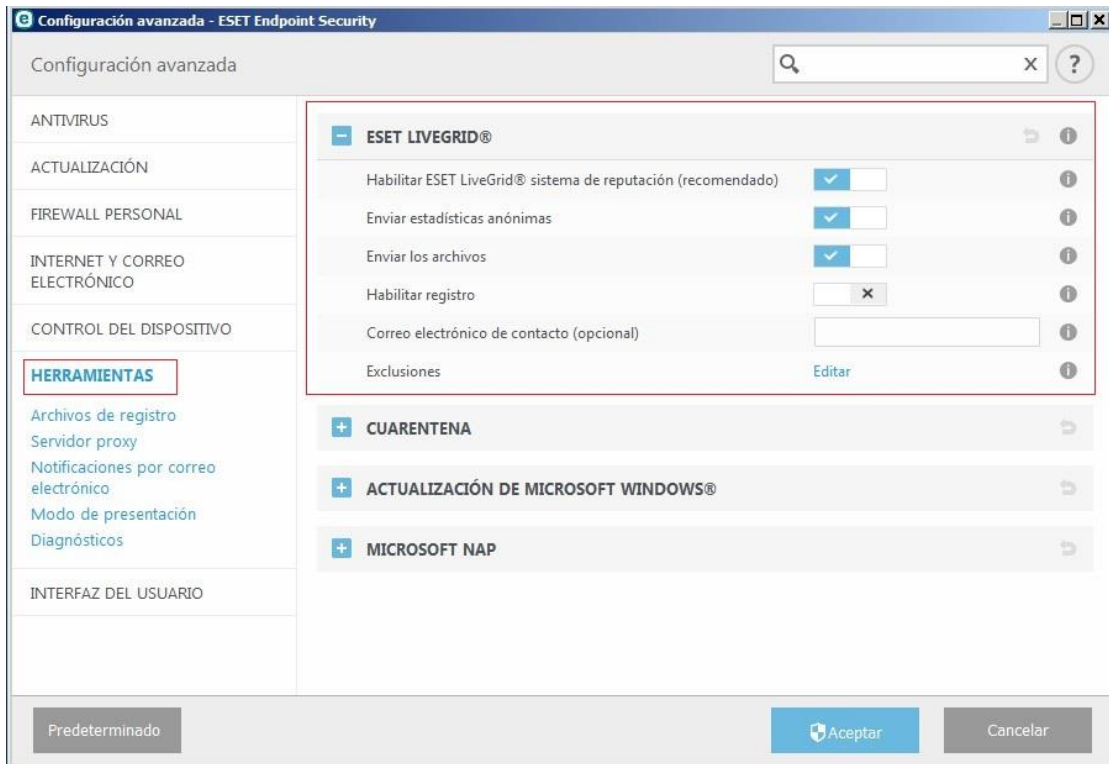 Configuración avanzada - ESET Endpoint Security
Configuración avanzada
?
ANTIVIRUS
ACTUALIZACIÓN
FIREWALL PERSONAL
INTERNET Y CORREO
ELECTRÓNICO
CONTROL DEL DISPOSITIVO
HERRAMIENTAS
Archivos de registro
Servidor proxy
Notificaciones por correo
electrónico
Modo de presentación
Diagnósticos
INTERFAZ DEL USUARIO
ESET LIVEGRID®
Habilitar ESET LiveGrid® sistema de reputación (recomendado)
Enviar estadísticas anónimas
Enviar los archivos
Habilitar registro
Correo electrónico de contacto (opcional)
Exclusiones Editar
CUARENTENA
ACTUALIZACIÓN DE MICROSOFT WINDOWS®
MICROSOFT NAP
Predeterminado
Aceptar
Cancelar